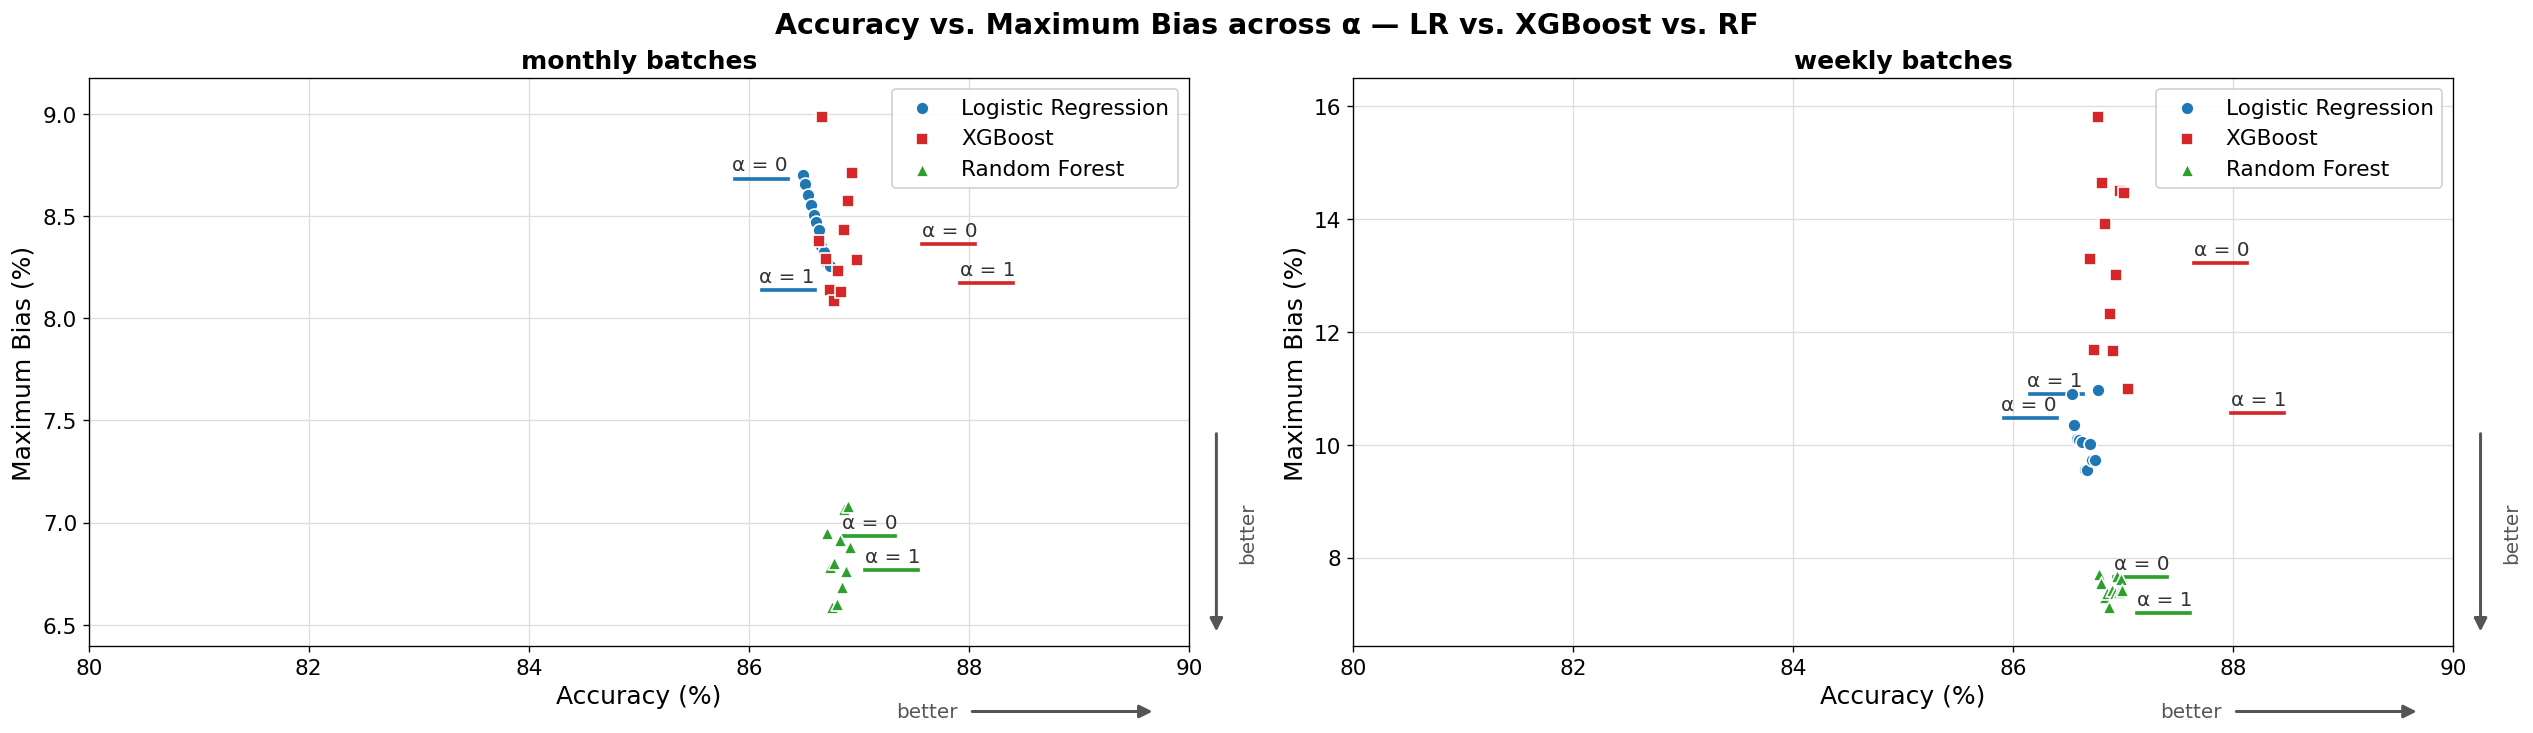 Accuracy vs. Maximum Bias across α — LR vs. XGBoost vs. RF
monthly batches
Maximum Bias (%)
9.0
8.5
8.0
7.5
7.0
6.5
Logistic Regression
XGBoost
Random Forest
α = 0
α = 0
α = 1
α = 1
α = 0
α = 1
80
82
84
86
88
90
Accuracy (%)
better
better
weekly batches
Maximum Bias (%)
16
14
12
10
8
Logistic Regression
XGBoost
Random Forest
α = 0
α = 1
α = 0
α = 1
α = 0
α = 1
80
82
84
86
88
90
Accuracy (%)
better
better